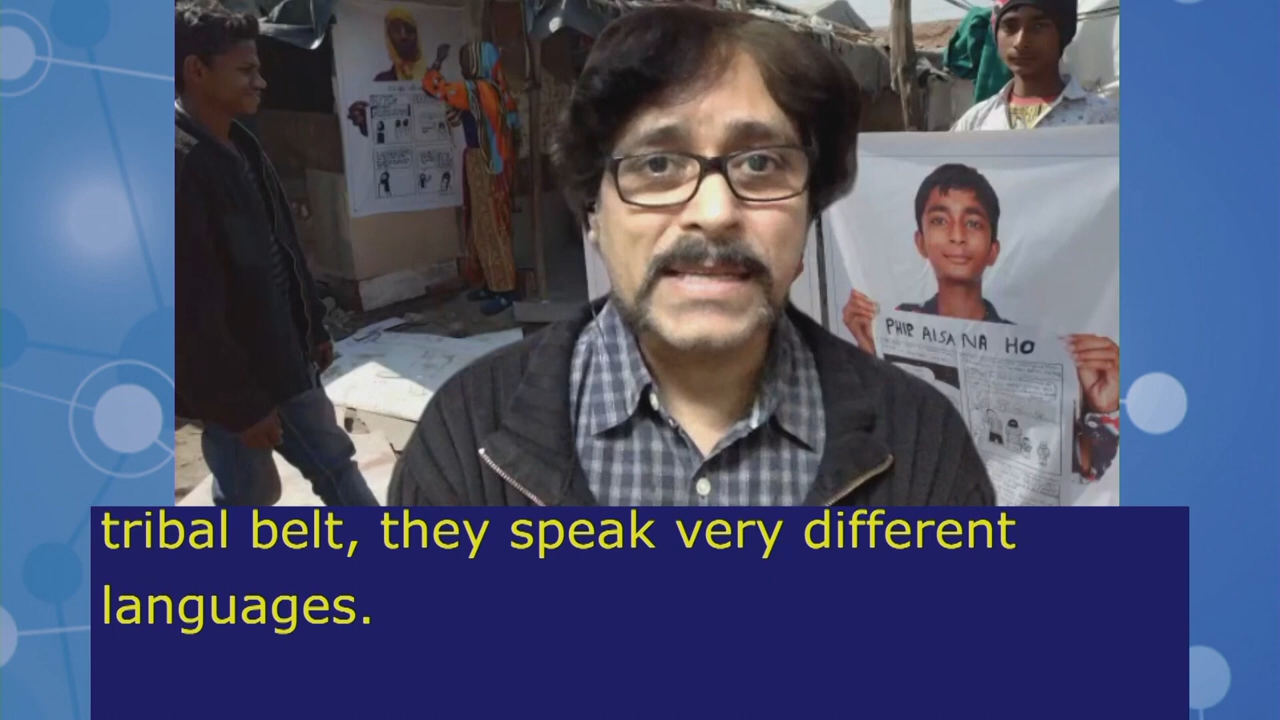 PHIR AISA NA HO
tribal belt, they speak very different
languages.